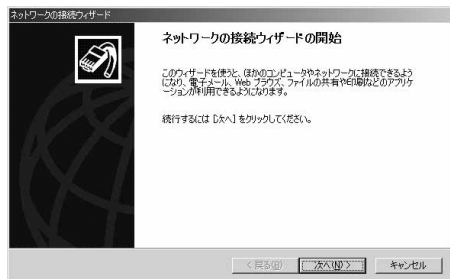 ネットワークの接続ウィザード
ネットワークの接続ウィザードの開始
このウィザードを使うと、ほかのコンピュータやネットワークに接続できるよう
になり、電子メール、Web ブラウズ、ファイルの共有や印刷などのアプリケ
ーションが利用できるようになります。
続行するには [次へ] をクリックしてください。
< 戻る(B)
次へ(N) >
キャンセル